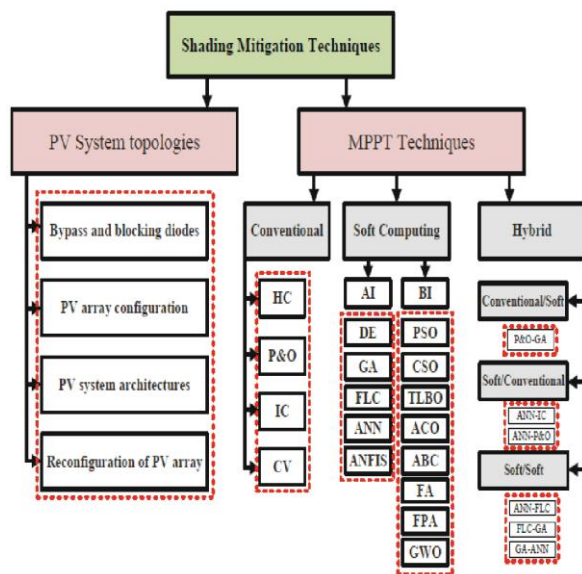 Shading Mitigation Techniques
PV System topologies
MPPT Techniques
Bypass and blocking diodes
PV array configuration
PV system architectures
Reconfiguration of PV array
Conventional
HC
P&O
IC
CV
Soft Computing
AI
DE
GA
FLC
ANN
ANFIS
BI
PSO
CSO
TLBO
ACO
ABC
FA
FPA
GWO
Hybrid
Conventional/Soft
P&O-GA
Soft/Conventional
ANN-IC
ANN-P&O
Soft/Soft
ANN-FLC
FLC-GA
GA-ANN